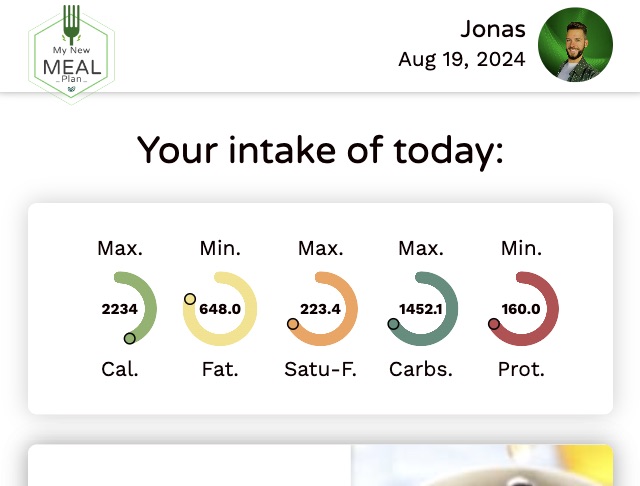 My New
MEAL
Plan
Jonas
Aug 19, 2024
Your intake of today:
Max. Min. Max. Max. Min.
2234 648.0 223.4 1452.1 160.0
Cal. Fat. Satu-F. Carbs. Prot.